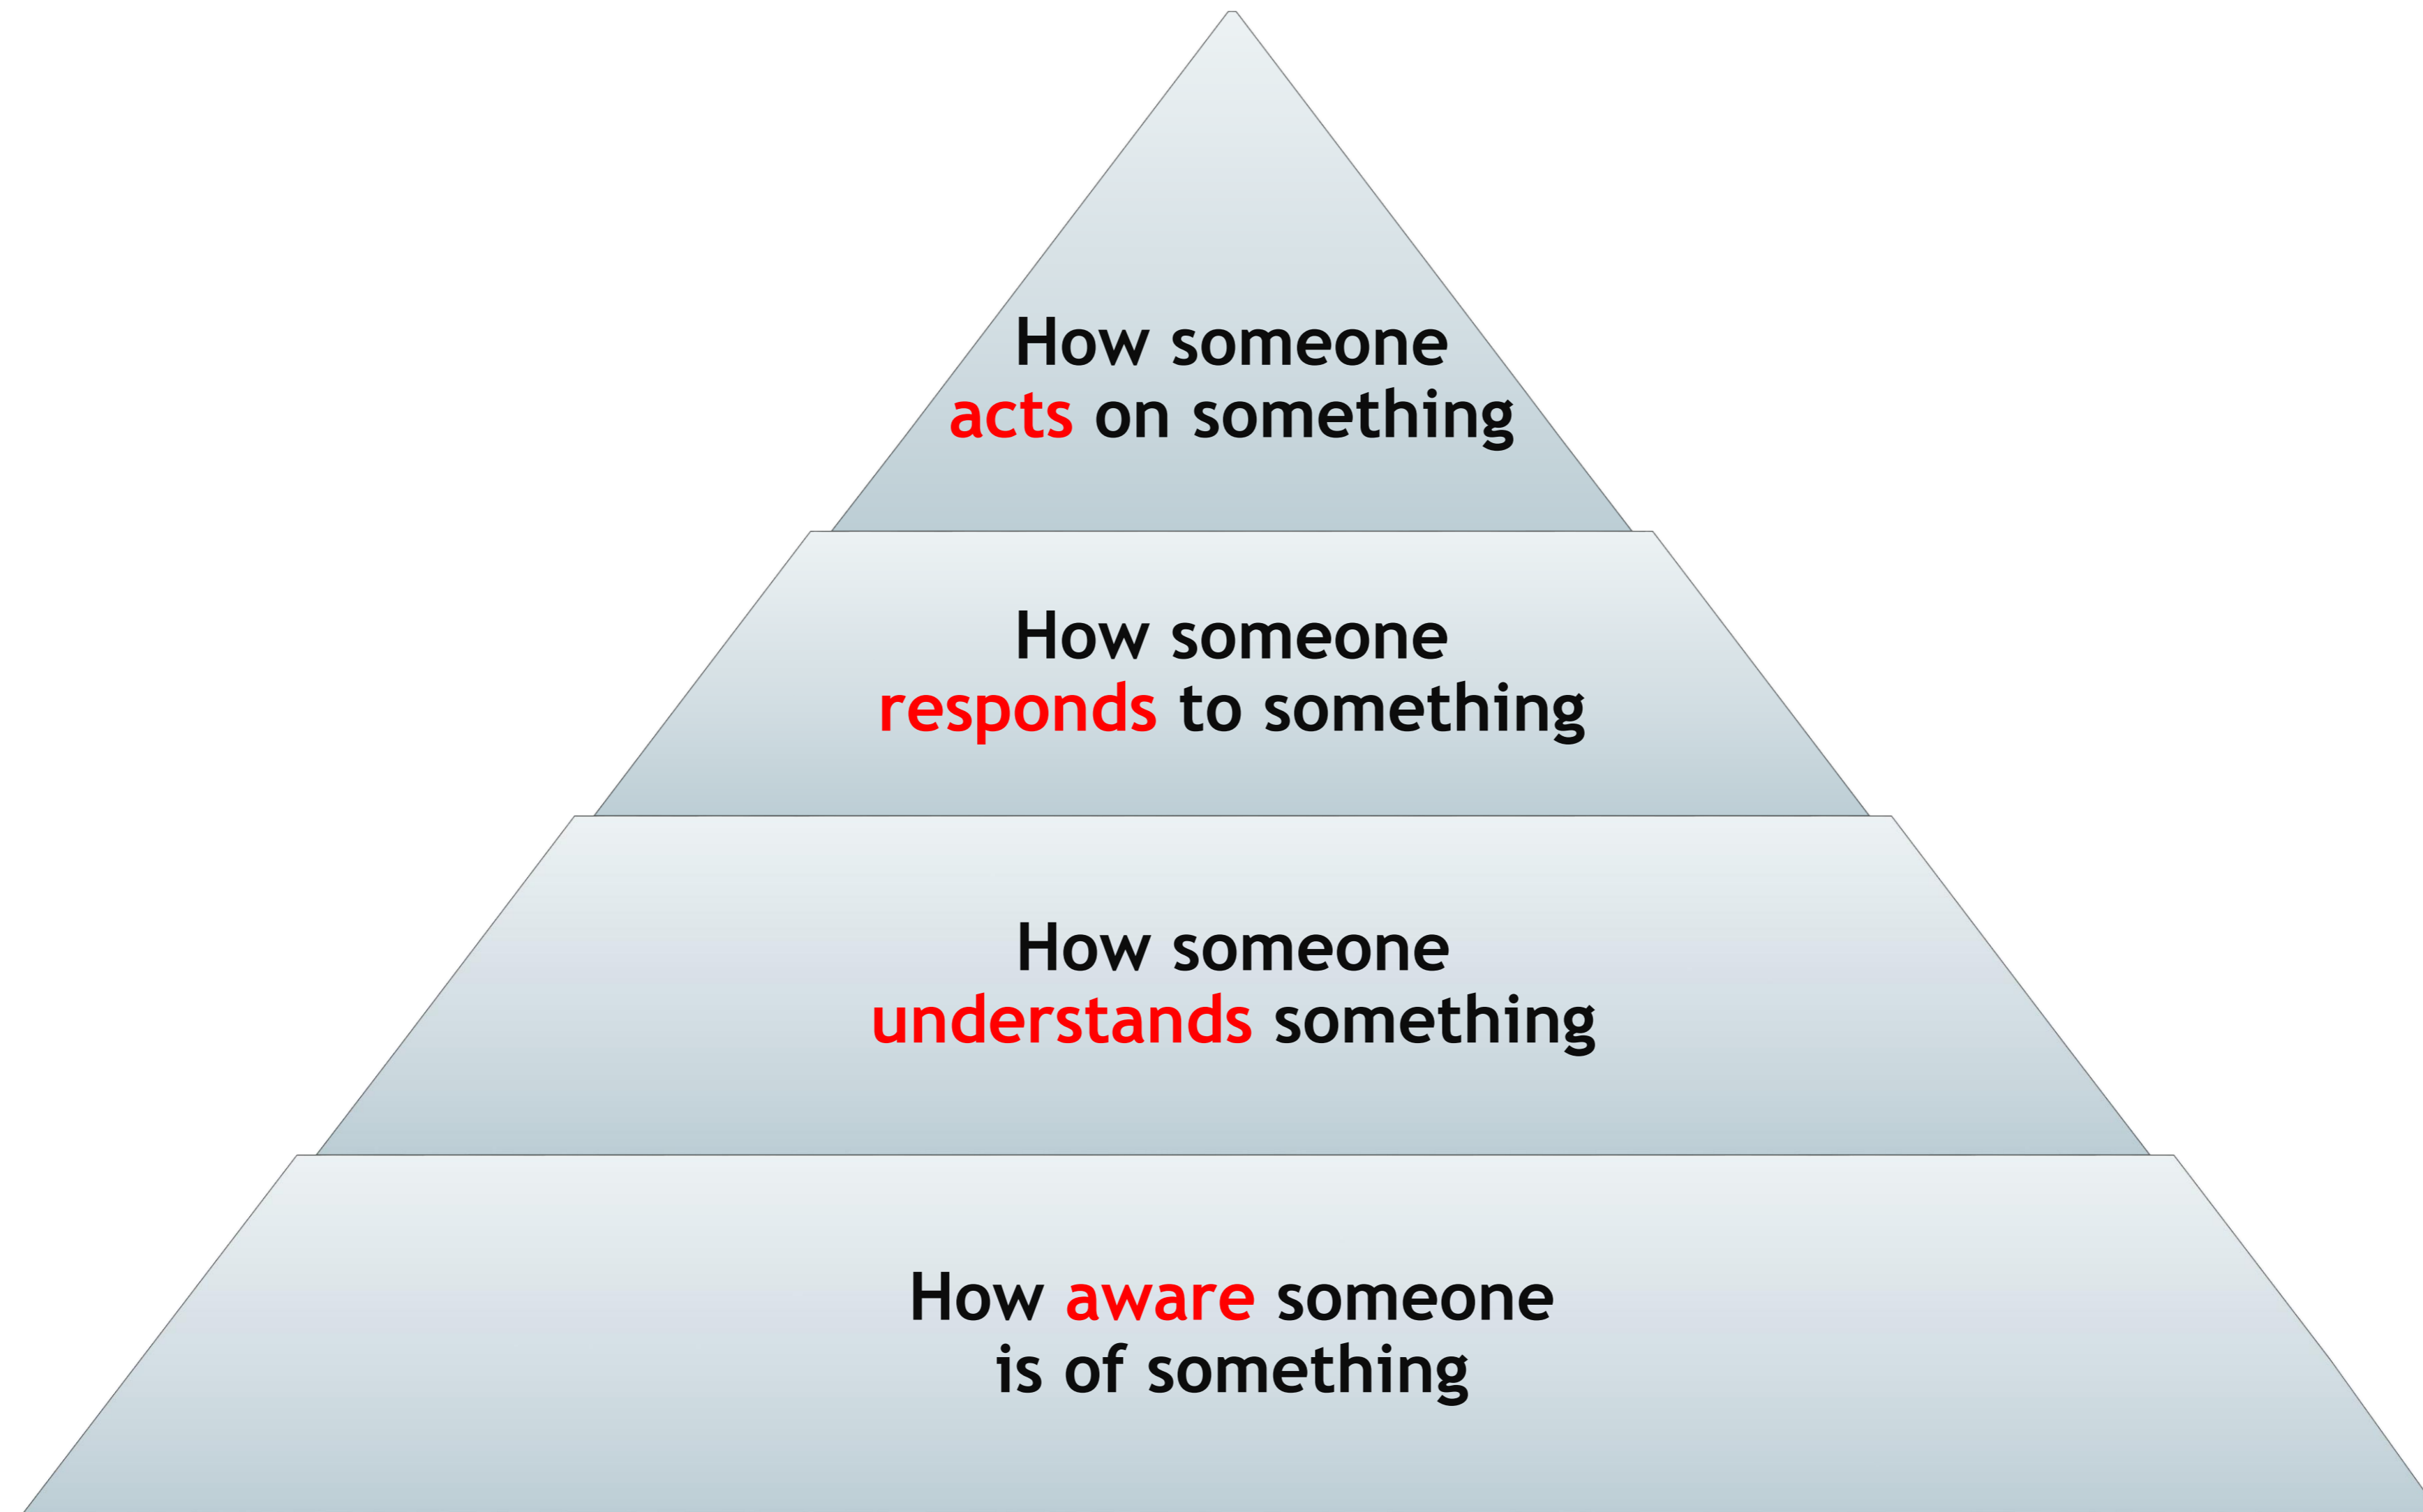 How someone
acts on something
How someone
responds to something
How someone
understands something
How aware someone
is of something